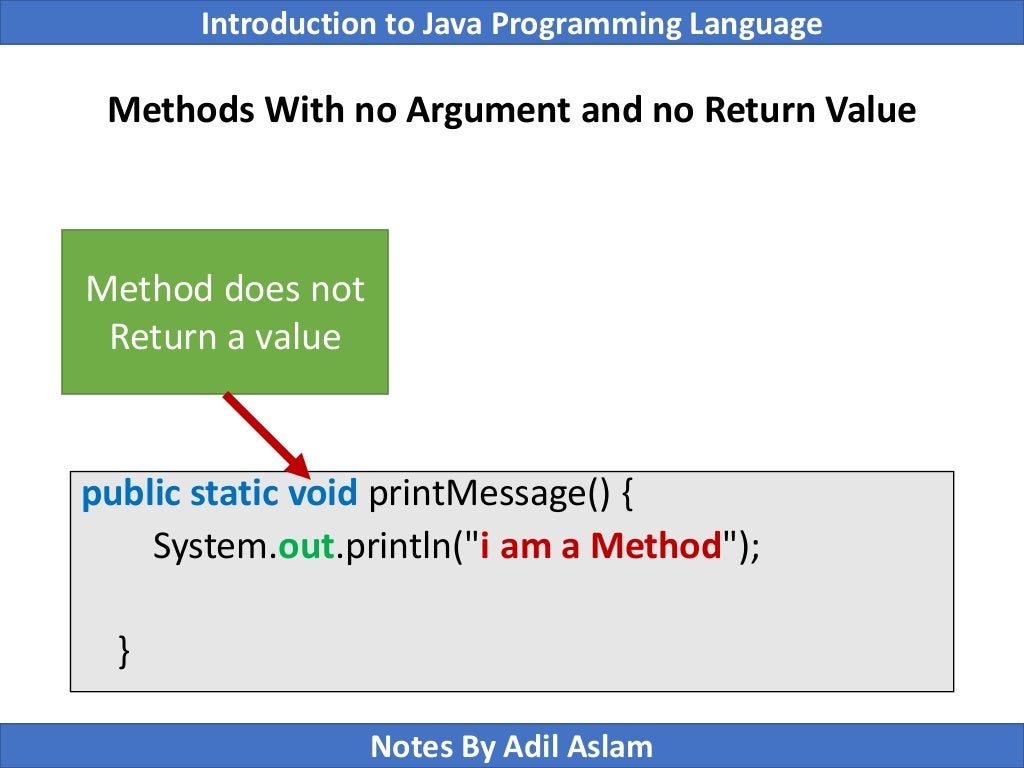 Introduction to Java Programming Language
Methods With no Argument and no Return Value
Method does not
Return a value
public static void printMessage() {
System.out.println("i am a Method");
}
Notes By Adil Aslam